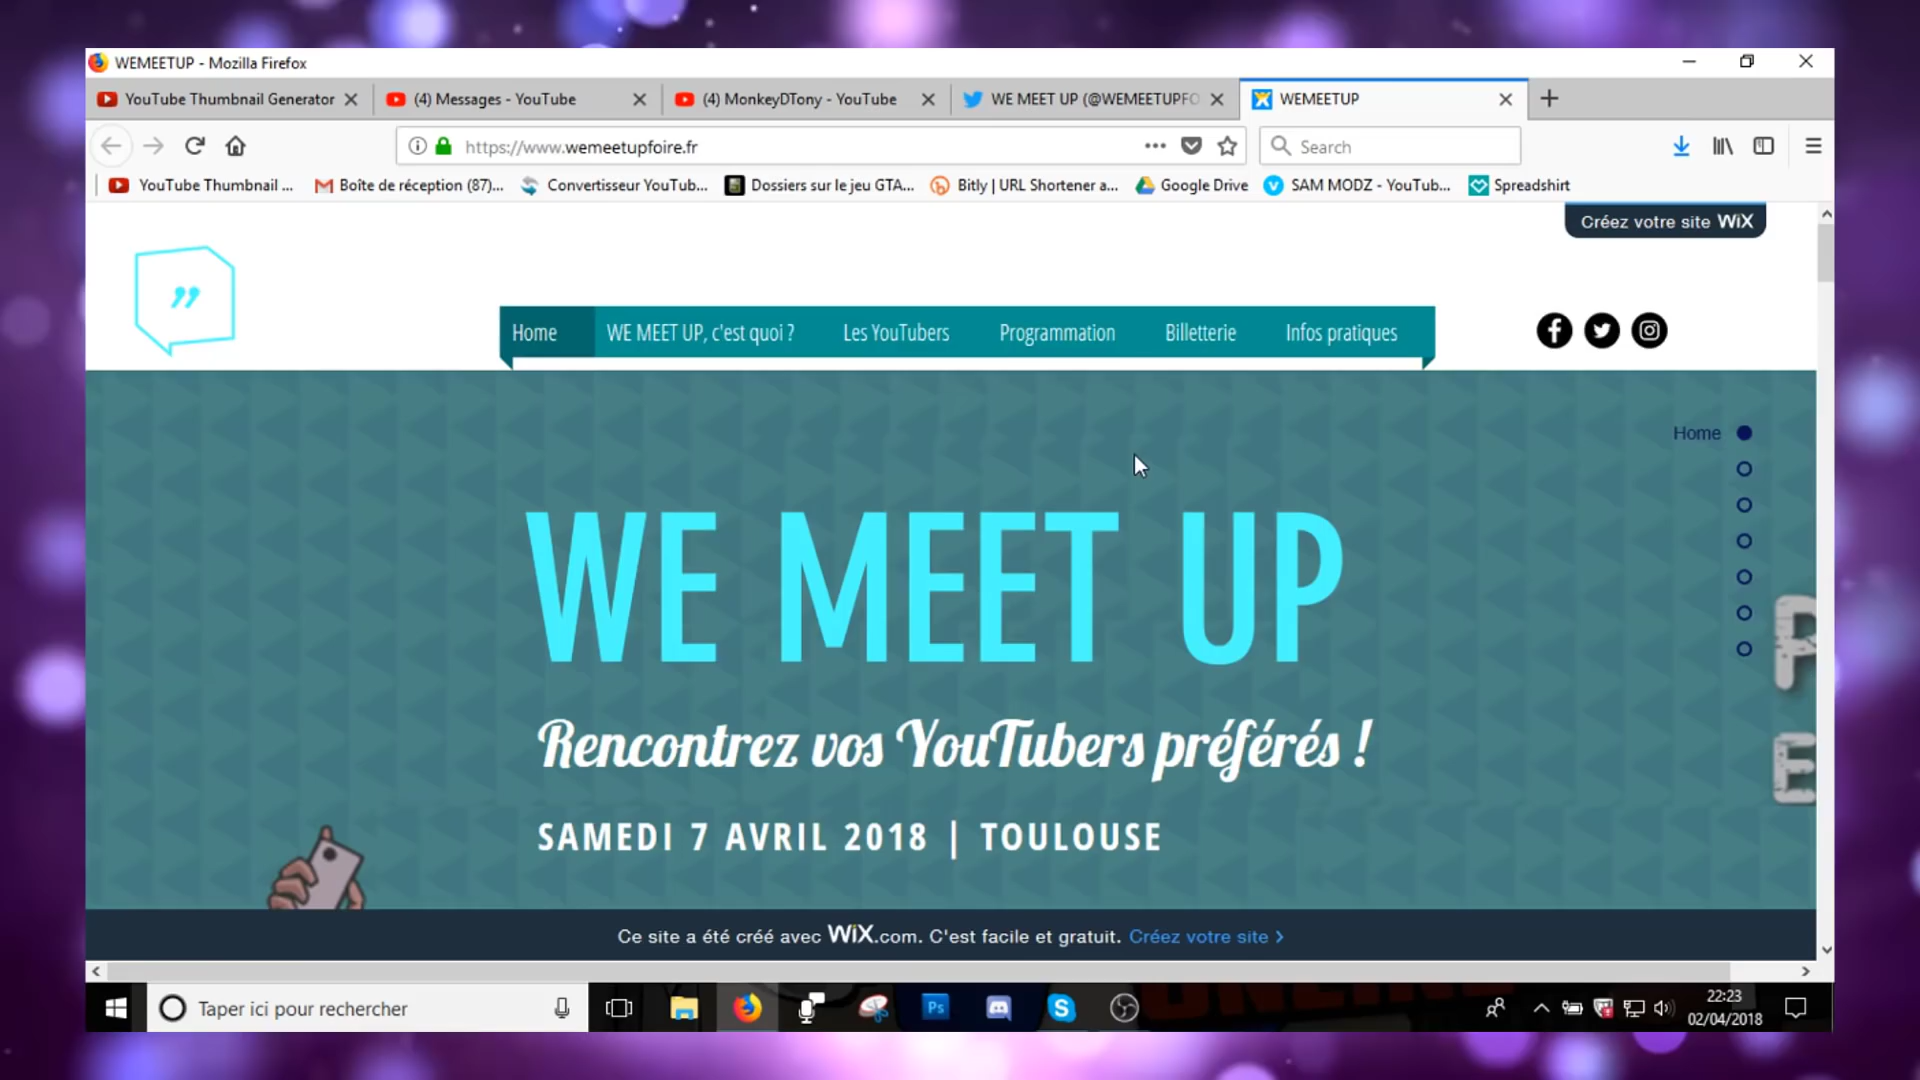 WEMEETUP - Mozilla Firefox
YouTube Thumbnail Generator
(4) Messages - YouTube
(4) MonkeyDTony - YouTube
WE MEET UP (@WEMEETUPFO
WEMEETUP
https://www.wemeetupfoire.fr
Search
YouTube Thumbnail ...
Boîte de réception (87)...
Convertisseur YouTub...
Dossiers sur le jeu GTA...
Bitly | URL Shortener a...
Google Drive
SAM MODZ - YouTub...
Spreadshirt
Créez votre site WiX
Home
WE MEET UP, c'est quoi ?
Les YouTubers
Programmation
Billetterie
Infos pratiques
Home
WE MEET UP
P
E
Rencontrez vos YouTubers préférés !
SAMEDI 7 AVRIL 2018 | TOULOUSE
Ce site a été créé avec WiX.com. C'est facile et gratuit. Créez votre site >
Taper ici pour rechercher
Ps
22:23
02/04/2018